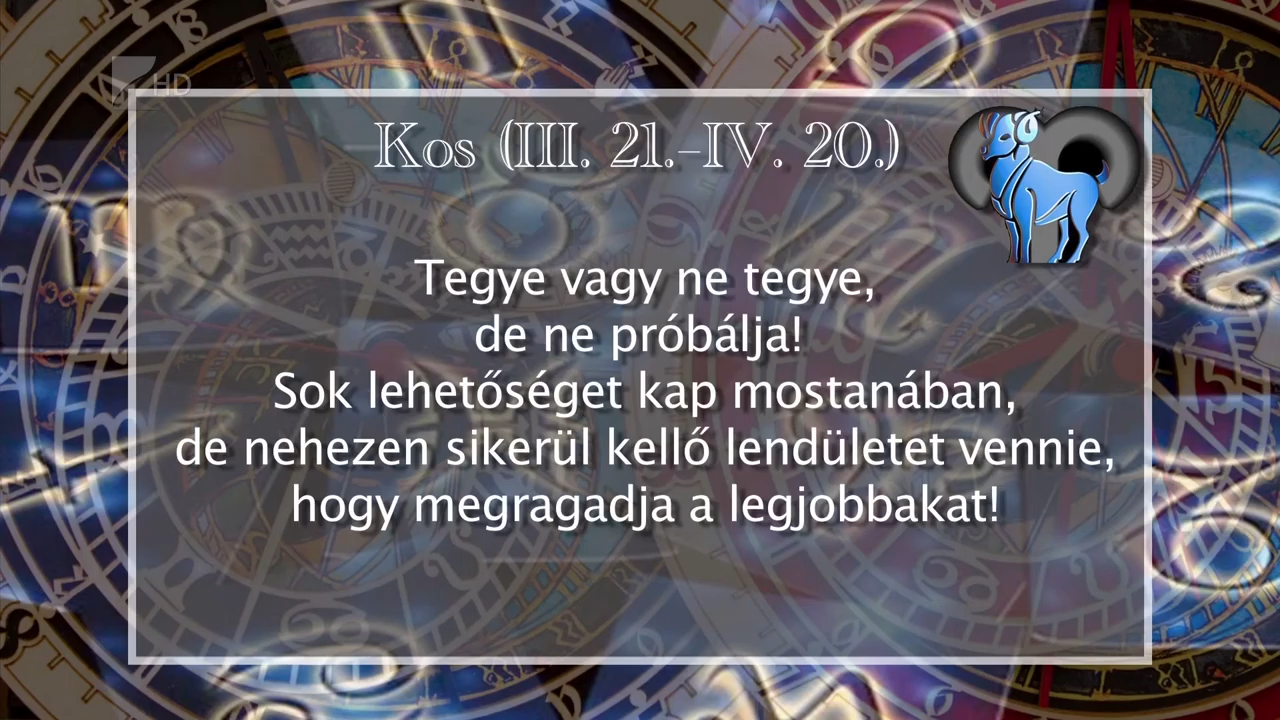 HD
Kos (III. 21.-IV. 20.)
Tegye vagy ne tegye,
de ne próbálja!
Sok lehetőséget kap mostanában,
de nehezen sikerül kellő lendületet vennie,
hogy megragadja a legjobbakat!